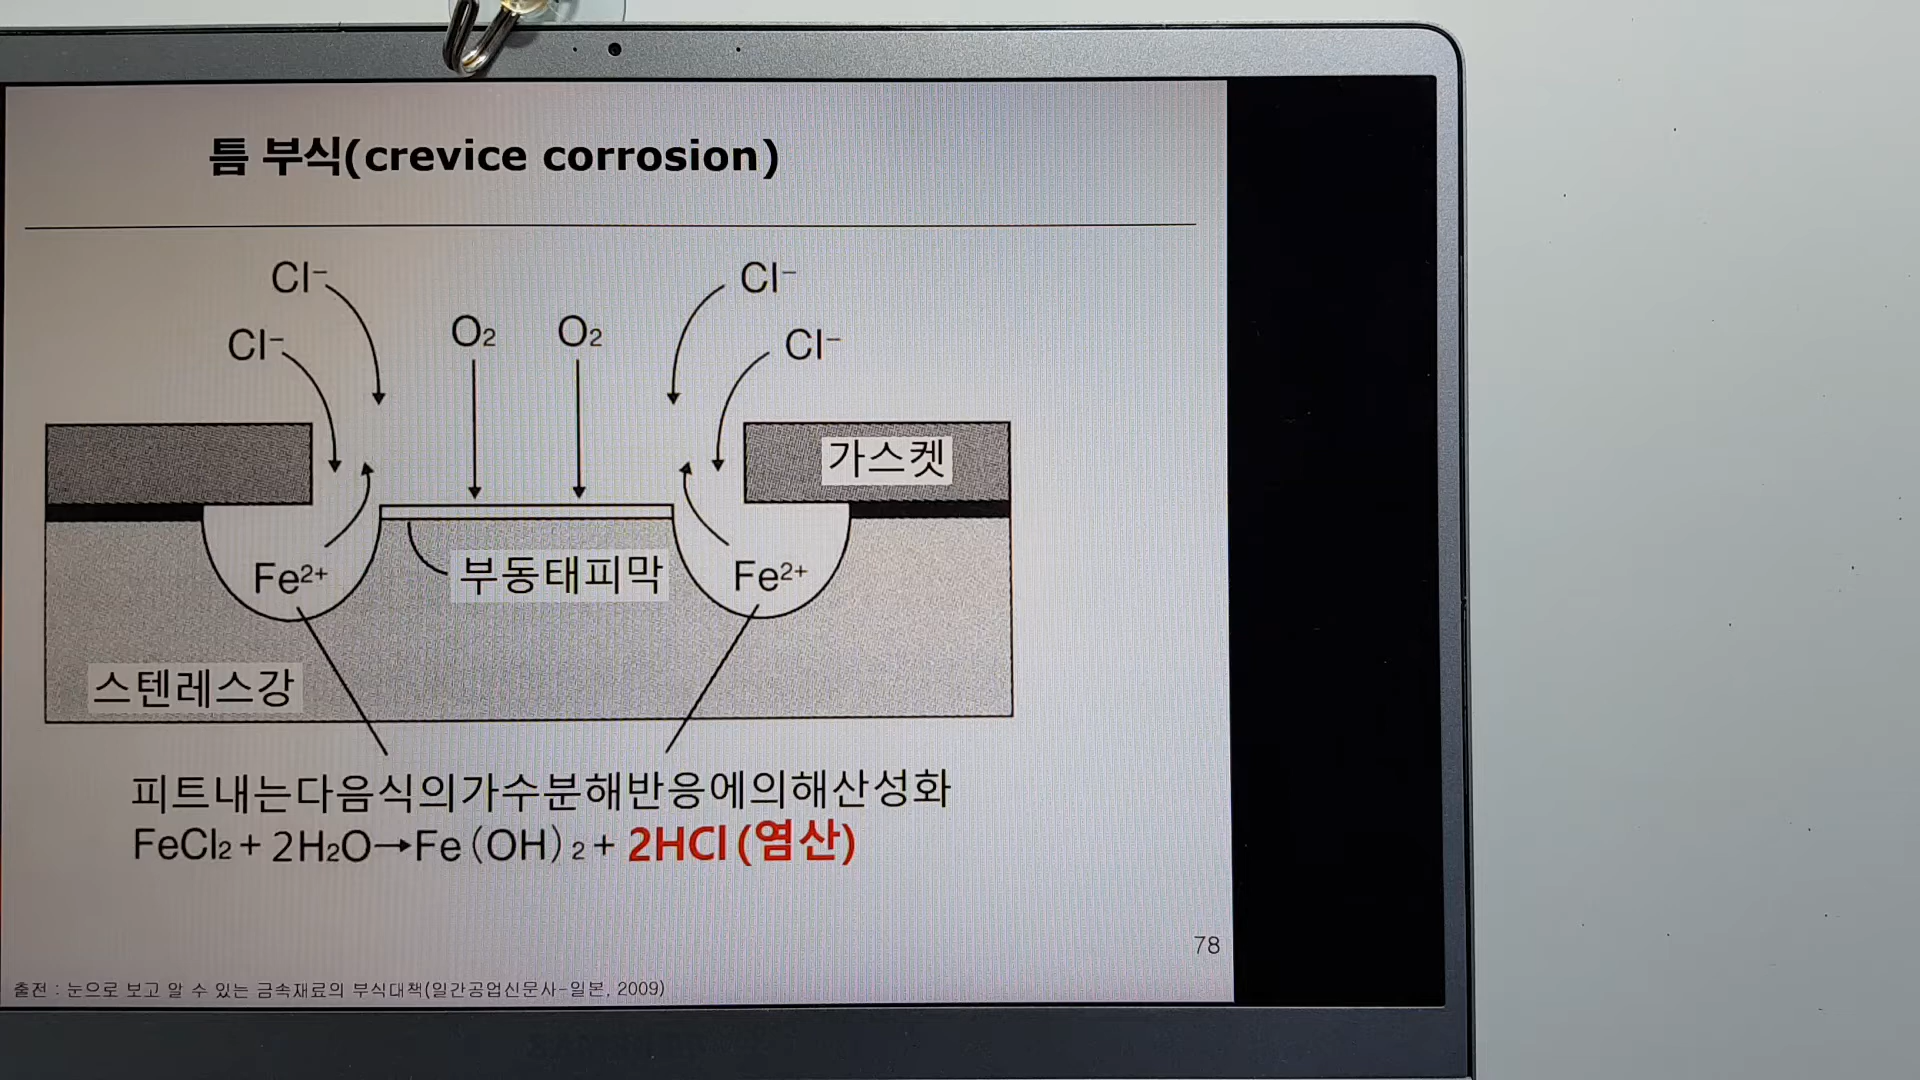 틈 부식(crevice corrosion)
Cl⁻ Cl⁻
Cl⁻ O₂ O₂ Cl⁻
가스켓
Fe²⁺ 부동태피막 Fe²⁺
스텐레스강
피트내는다음식의가수분해반응에의해산성화
FeCl₂ + 2H₂O→Fe (OH) ₂ + 2HCl (염산)
78
출전 : 눈으로 보고 알 수 있는 금속재료의 부식대책(일간공업신문사-일본, 2009)